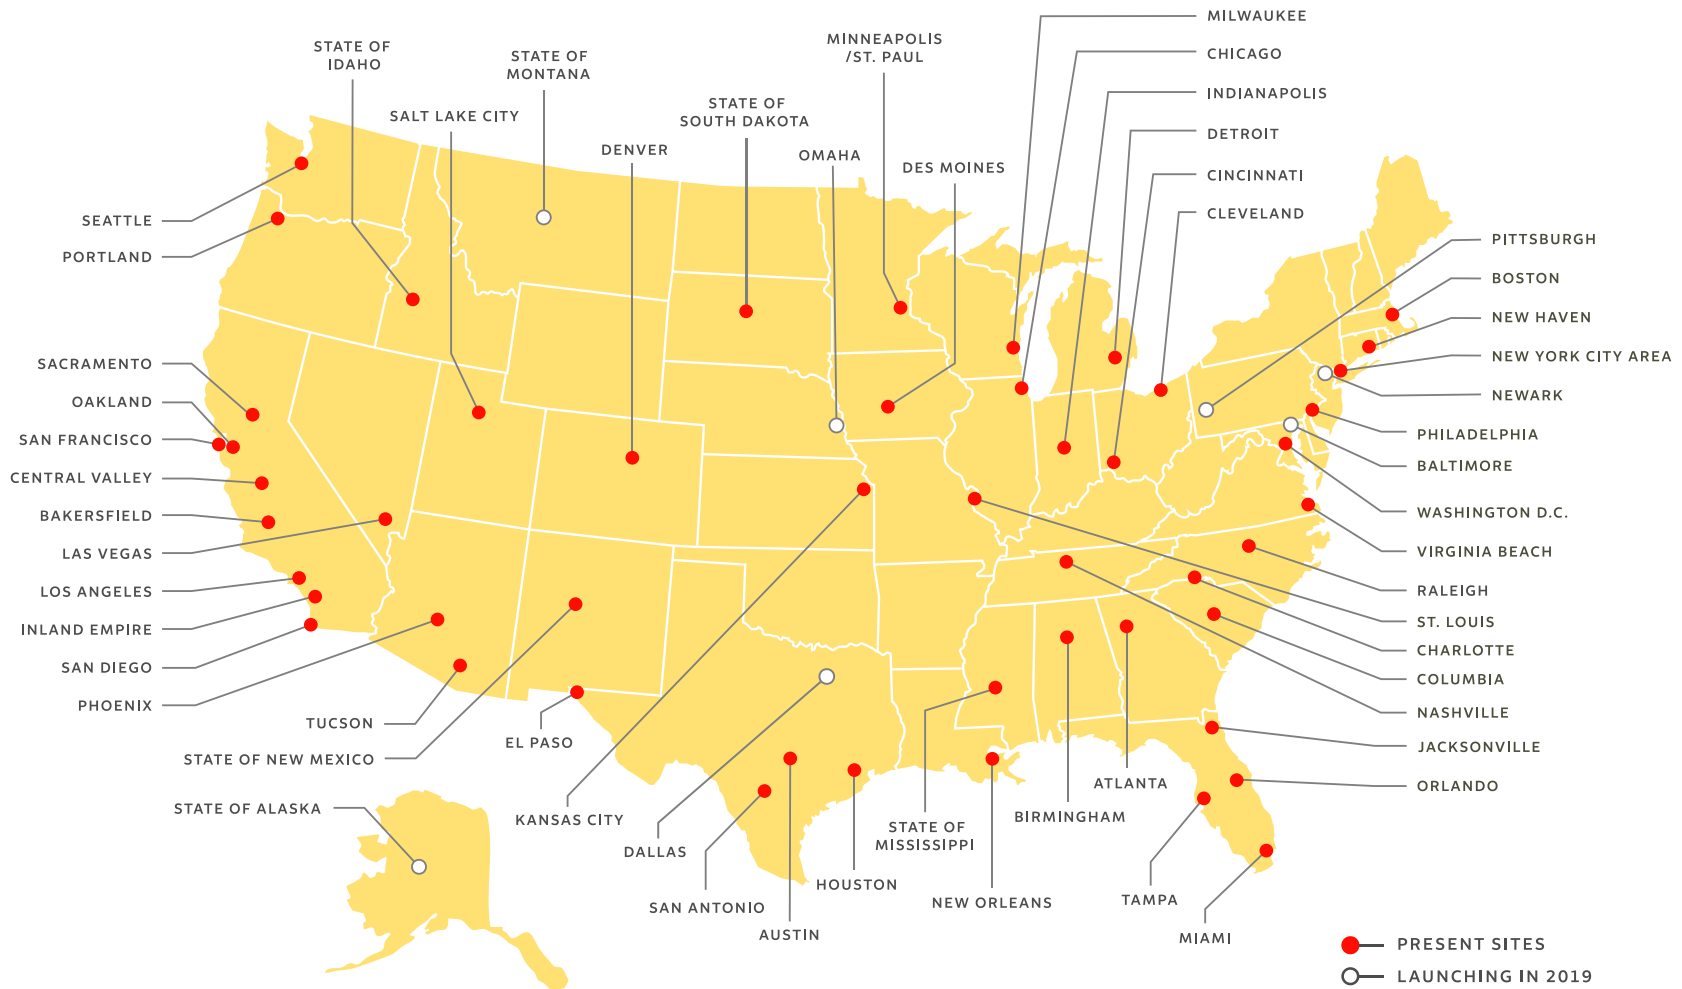 MILWAUKEE
CHICAGO
INDIANAPOLIS
DETROIT
CINCINNATI
CLEVELAND
STATE OF
IDAHO
STATE OF
MONTANA
SALT LAKE CITY
DENVER
STATE OF
SOUTH DAKOTA
OMAHA
MINNEAPOLIS
/ST. PAUL
DES MOINES
SEATTLE
PORTLAND
SACRAMENTO
OAKLAND
SAN FRANCISCO
CENTRAL VALLEY
BAKERSFIELD
LAS VEGAS
LOS ANGELES
INLAND EMPIRE
SAN DIEGO
PHOENIX
TUCSON
STATE OF NEW MEXICO
STATE OF ALASKA
EL PASO
KANSAS CITY
DALLAS
SAN ANTONIO
AUSTIN
HOUSTON
STATE OF
MISSISSIPPI
NEW ORLEANS
BIRMINGHAM
ATLANTA
TAMPA
MIAMI
PITTSBURGH
BOSTON
NEW HAVEN
NEW YORK CITY AREA
NEWARK
PHILADELPHIA
BALTIMORE
WASHINGTON D.C.
VIRGINIA BEACH
RALEIGH
ST. LOUIS
CHARLOTTE
COLUMBIA
NASHVILLE
JACKSONVILLE
ORLANDO
PRESENT SITES
LAUNCHING IN 2019